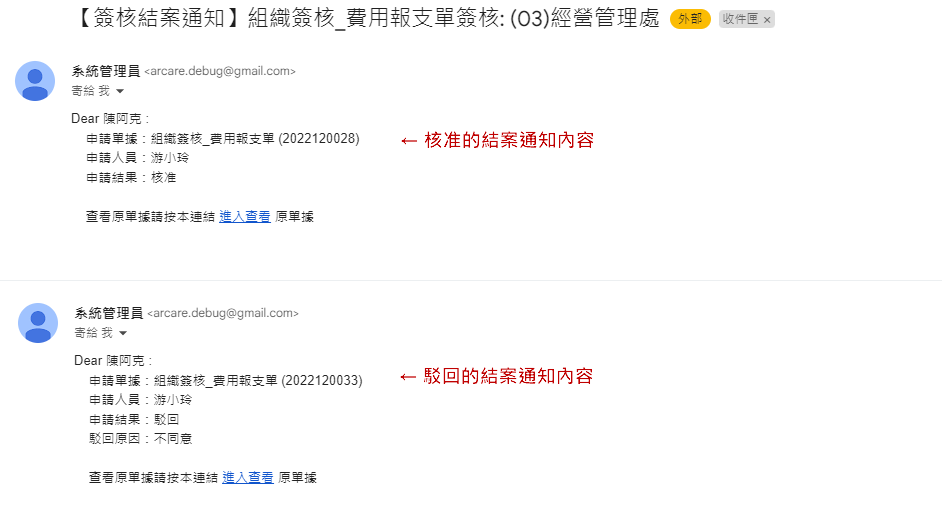 【簽核結案通知】組織簽核_費用報支單簽核: (03)經營管理處 外部 收件匣 ×
系統管理員 <arcare.debug@gmail.com>
寄給 我
Dear 陳阿克 :
申請單據：組織簽核_費用報支單 (2022120028)
← 核准的結案通知內容
申請人員：游小玲
申請結果：核准
查看原單據請按本連結 進入查看 原單據
系統管理員 <arcare.debug@gmail.com>
寄給 我
Dear 陳阿克 :
申請單據：組織簽核_費用報支單 (2022120033)
← 駁回的結案通知內容
申請人員：游小玲
申請結果：駁回
駁回原因：不同意
查看原單據請按本連結 進入查看 原單據